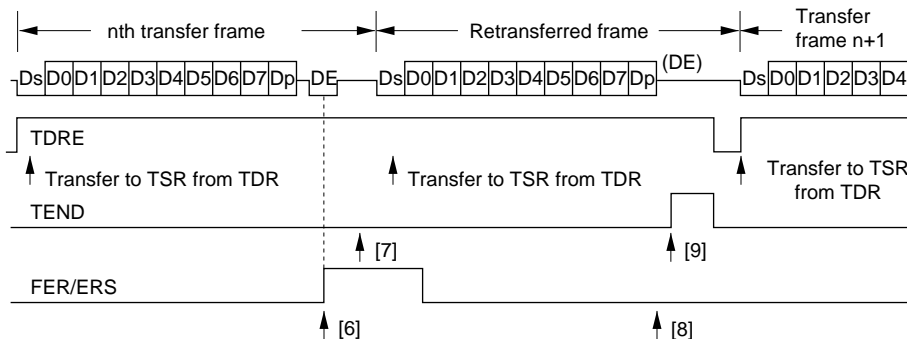 nth transfer frame
Retransferred frame
Transfer
frame n+1
Ds D0 D1 D2 D3 D4 D5 D6 D7 Dp DE
Ds D0 D1 D2 D3 D4 D5 D6 D7 Dp (DE)
Ds D0 D1 D2 D3 D4
TDRE
Transfer to TSR from TDR
Transfer to TSR from TDR
Transfer to TSR
from TDR
TEND
[7]
[9]
FER/ERS
[6]
[8]